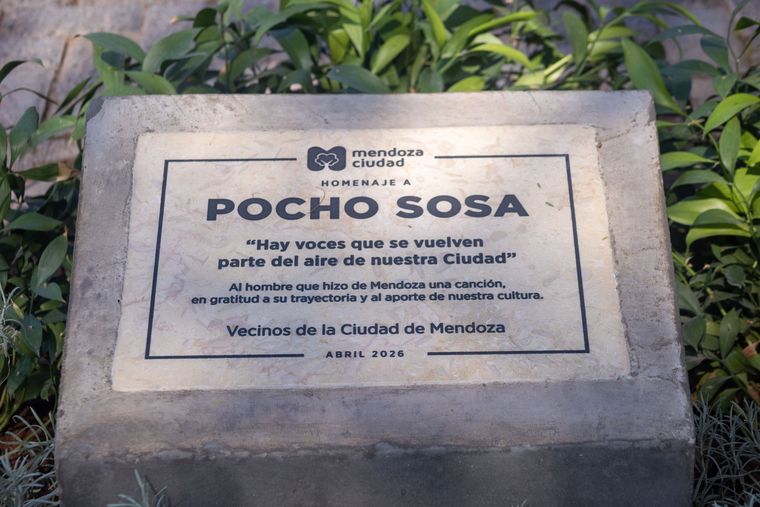 mendoza
ciudad
HOMENAJE A
POCHO SOSA
“Hay voces que se vuelven
parte del aire de nuestra Ciudad”
Al hombre que hizo de Mendoza una canción,
en gratitud a su trayectoria y al aporte de nuestra cultura.
Vecinos de la Ciudad de Mendoza
ABRIL 2026